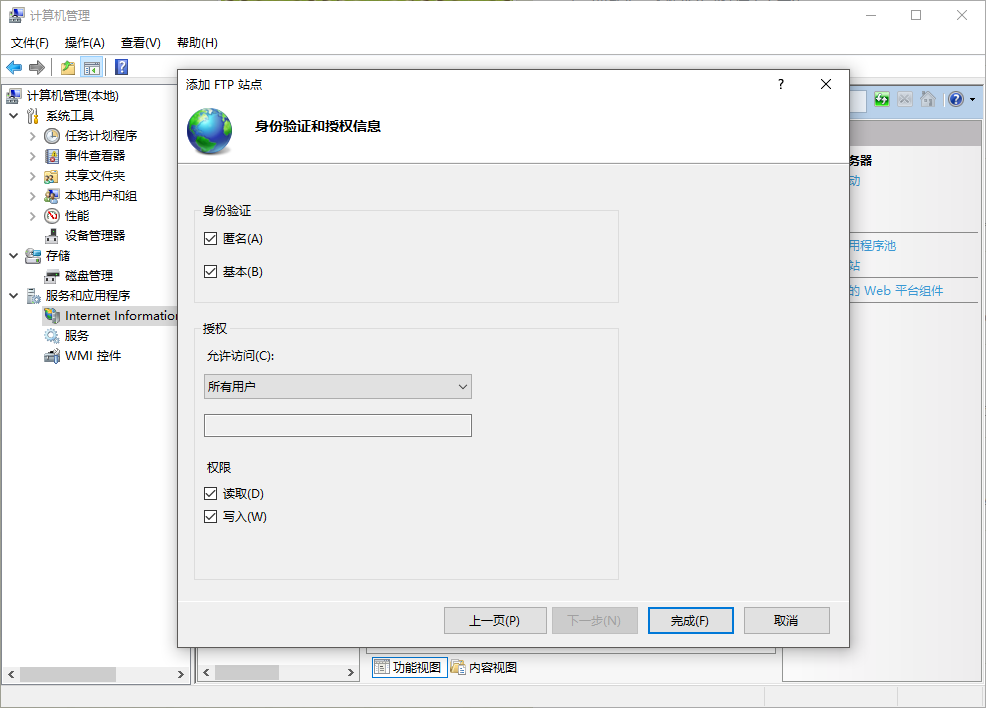 计算机管理
文件(F) 操作(A) 查看(V) 帮助(H)
计算机管理(本地)
系统工具
任务计划程序
事件查看器
共享文件夹
本地用户和组
性能
设备管理器
存储
磁盘管理
服务和应用程序
Internet Information
服务
WMI 控件
添加 FTP 站点
?
身份验证和授权信息
身份验证
匿名(A)
基本(B)
授权
允许访问(C):
所有用户
权限
读取(D)
写入(W)
上一页(P) 下一步(N) 完成(F) 取消
务器
动
用程序池
站
的 Web 平台组件
功能视图 内容视图